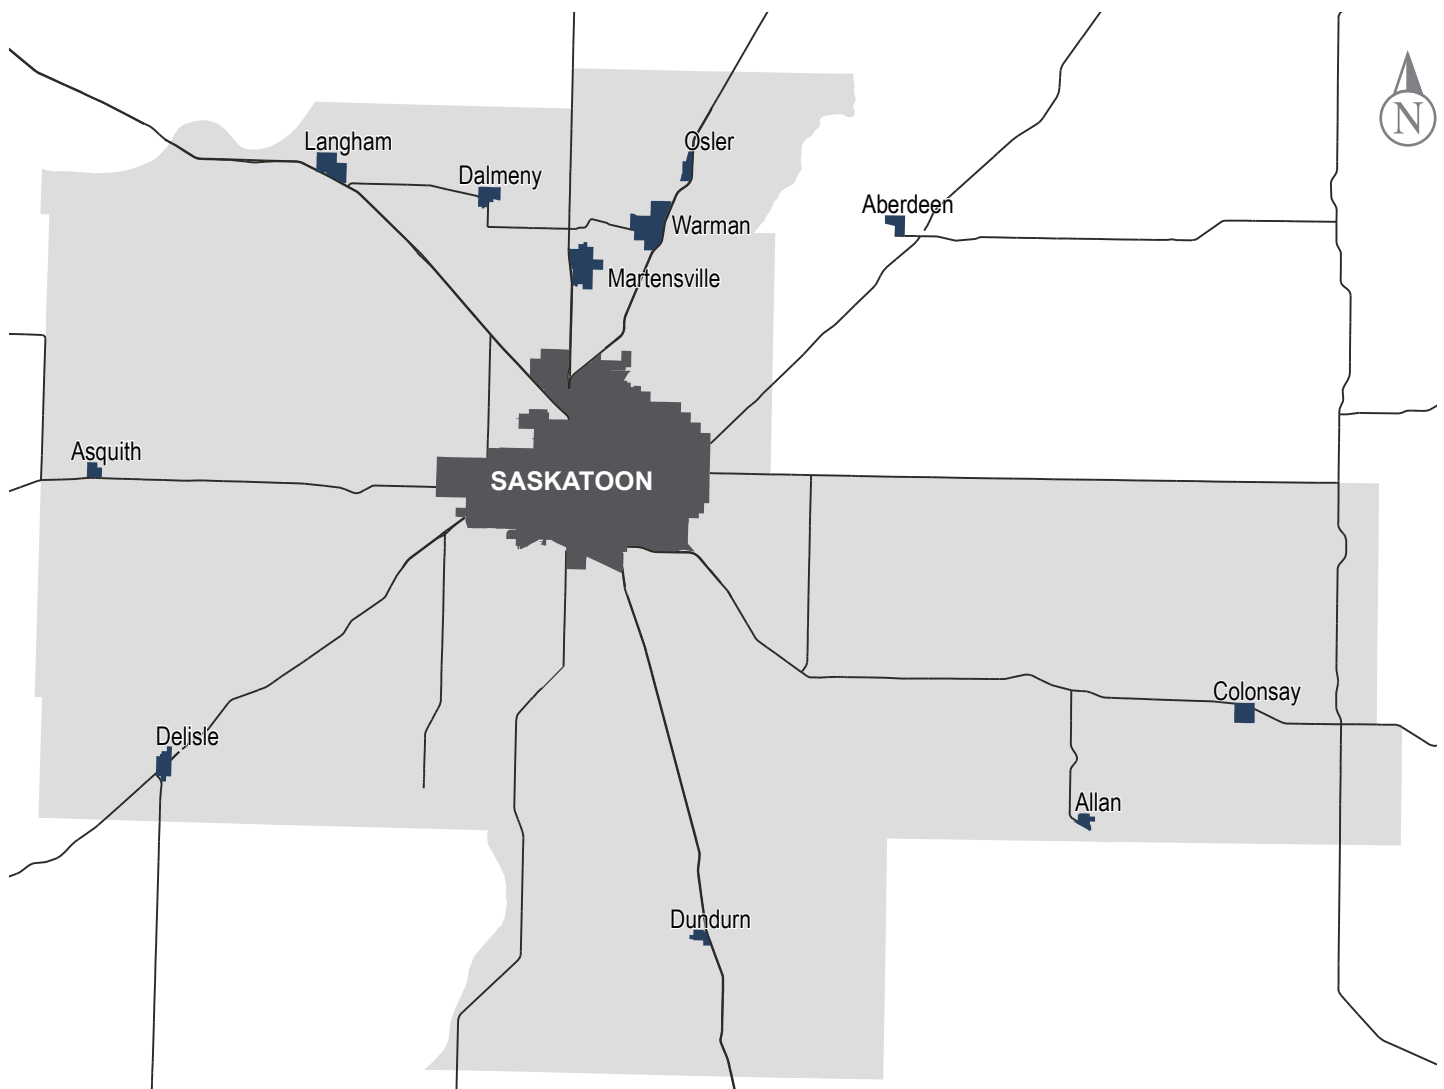 Langham
Osler
Dalmeny
N
Aberdeen
Warman
Martensville
Asquith
SASKATOON
Colonsay
Delisle
Allan
Dundurn